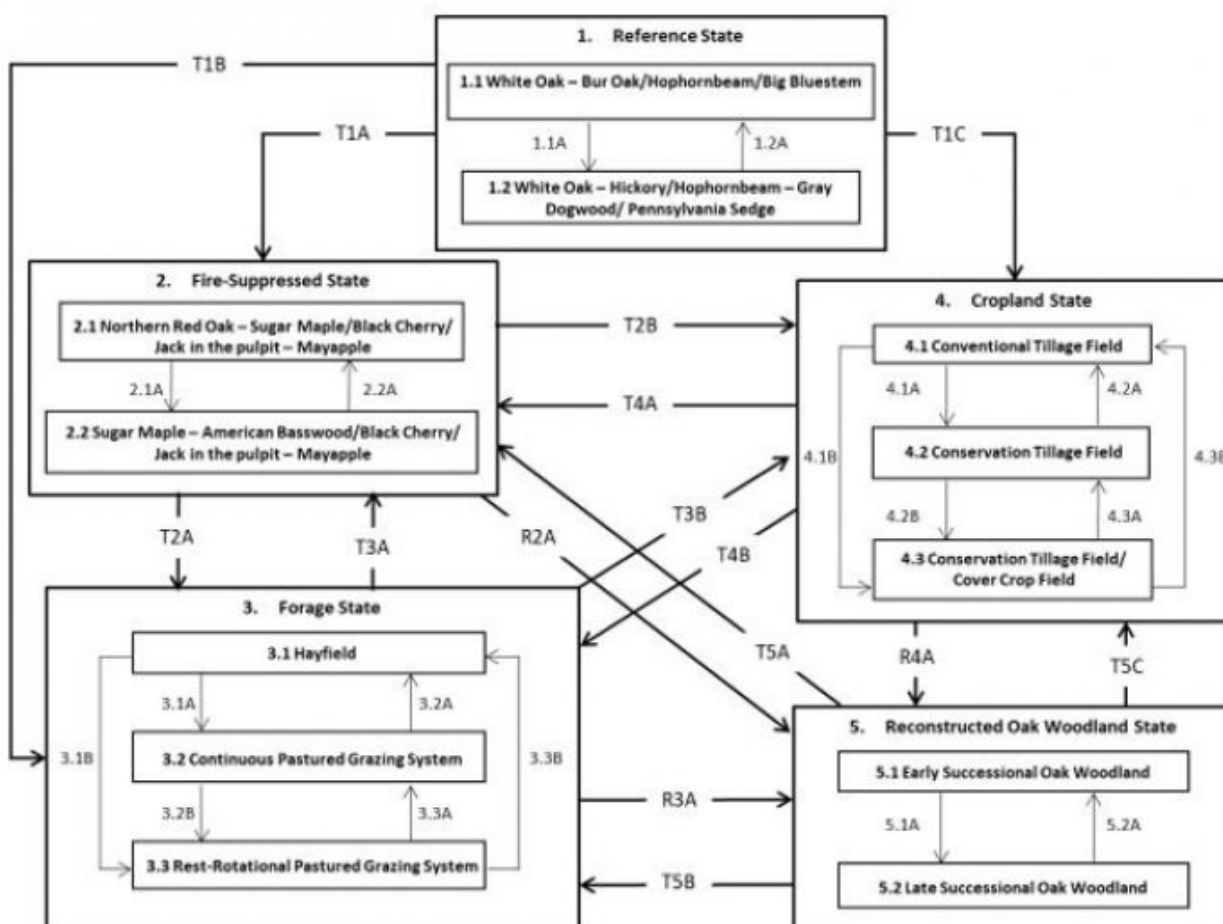 1. Reference State
T1B
1.1 White Oak – Bur Oak/Hophornbeam/Big Bluestem
T1A
1.1A
1.2A
T1C
1.2 White Oak – Hickory/Hophornbeam – Gray
Dogwood/ Pennsylvania Sedge
2. Fire-Suppressed State
2.1 Northern Red Oak – Sugar Maple/Black Cherry/
Jack in the pulpit – Mayapple
2.1A
2.2A
2.2 Sugar Maple – American Basswood/Black Cherry/
Jack in the pulpit – Mayapple
T2B
T4A
4. Cropland State
4.1 Conventional Tillage Field
4.1A
4.2A
4.1B
4.2 Conservation Tillage Field
4.3B
4.2B
4.3A
4.3 Conservation Tillage Field/
Cover Crop Field
T2A
T3A
R2A
T3B
T4B
T5A
R4A
T5C
3. Forage State
3.1 Hayfield
3.1A
3.2A
3.1B
3.2 Continuous Pastured Grazing System
3.3B
3.2B
3.3A
3.3 Rest-Rotational Pastured Grazing System
R3A
T5B
5. Reconstructed Oak Woodland State
5.1 Early Successional Oak Woodland
5.1A
5.2A
5.2 Late Successional Oak Woodland